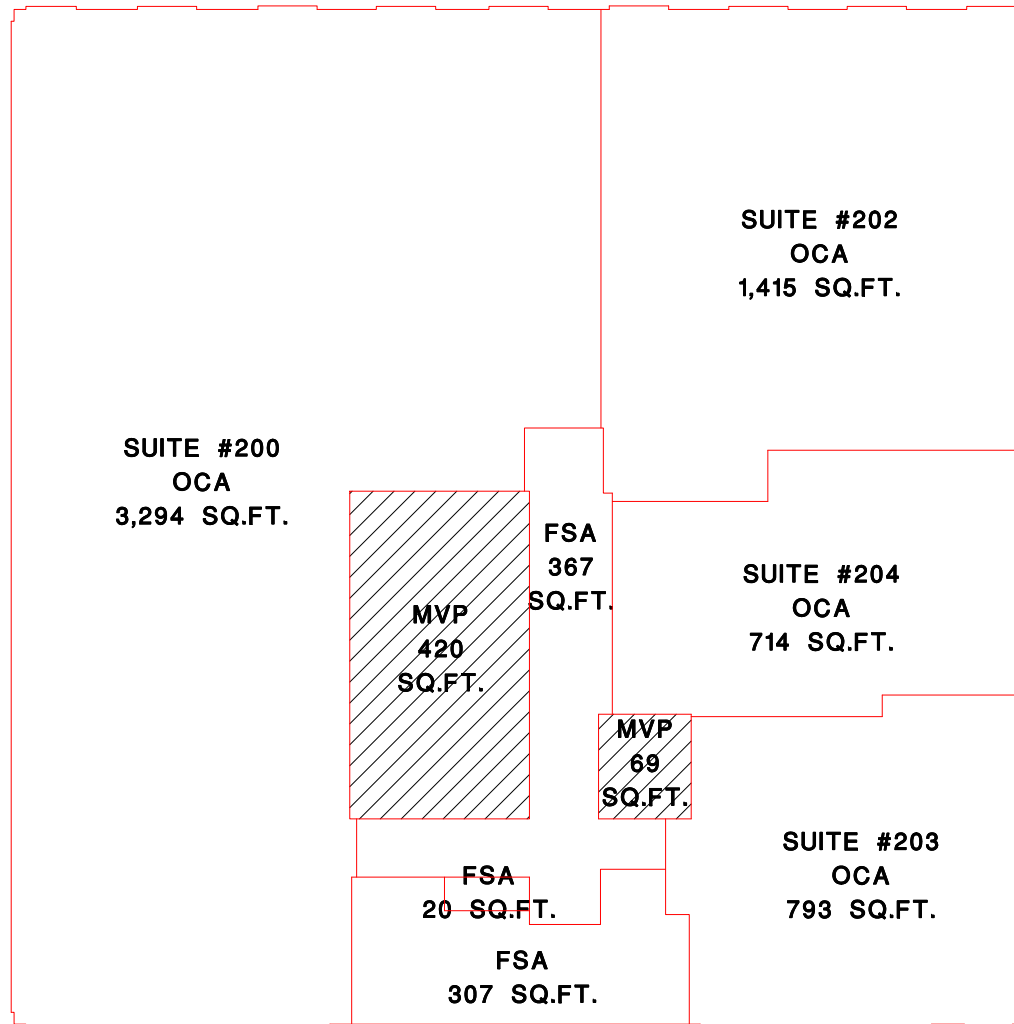 SUITE #202
OCA
1,415 SQ.FT.
SUITE #200
OCA
3,294 SQ.FT.
FSA
367
SQ.FT.
SUITE #204
OCA
714 SQ.FT.
MVP
420
SQ.FT.
MVP
69
SQ.FT.
SUITE #203
OCA
793 SQ.FT.
FSA
20 SQ.FT.
FSA
307 SQ.FT.